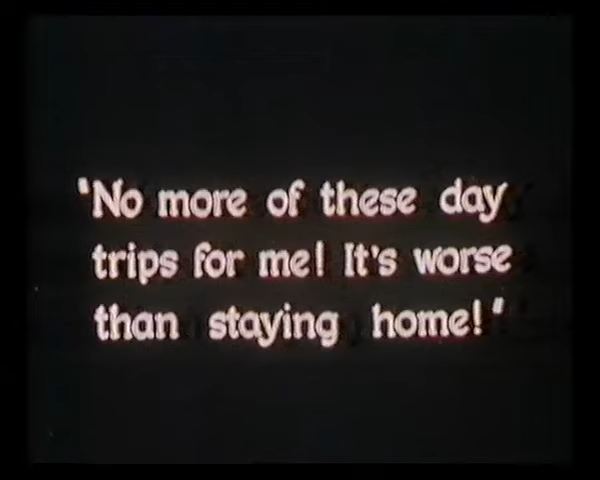 "No more of these day
trips for me! It's worse
than staying home!"